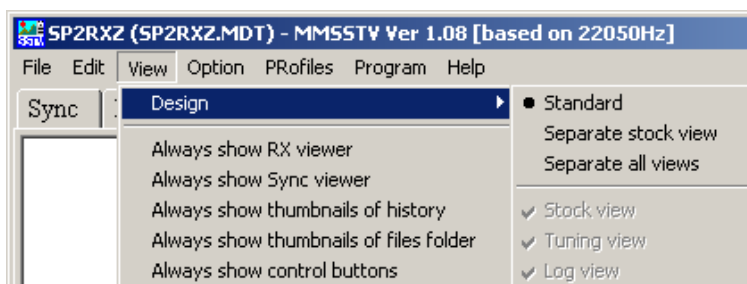 SP2RXZ (SP2RXZ.MDT) - MMSSTV Ver 1.08 [based on 22050Hz]
File Edit View Option PRofiles Program Help
Sync
Design
Always show RX viewer
Always show Sync viewer
Always show thumbnails of history
Always show thumbnails of files folder
Always show control buttons
Standard
Separate stock view
Separate all views
Stock view
Tuning view
Log view